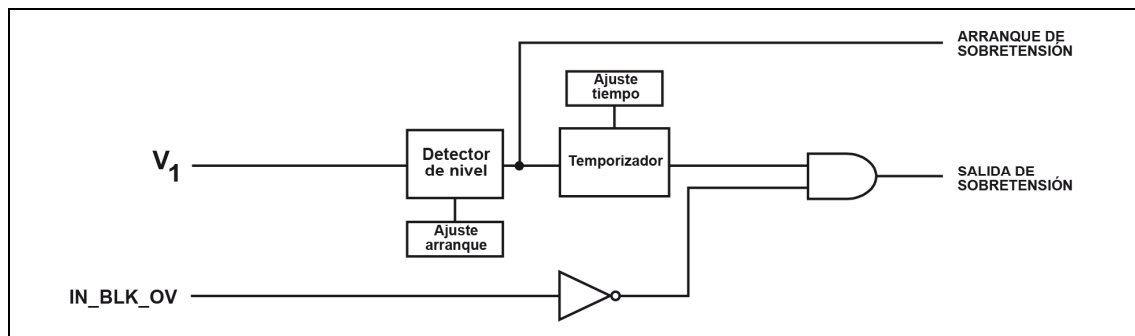 ARRANQUE DE
SOBRETENSIÓN
Ajuste
tiempo
V1
Detector
de nivel
Temporizador
SALIDA DE
SOBRETENSIÓN
Ajuste
arranque
IN_BLK_OV